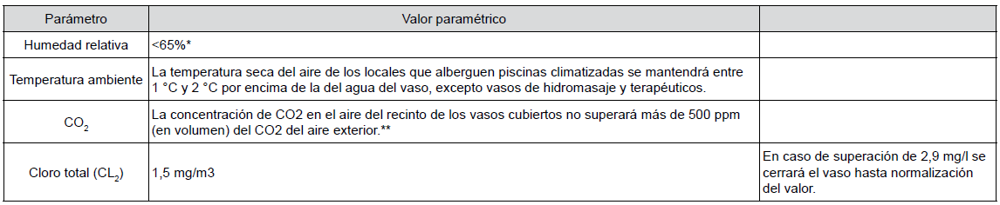 Parámetro Valor paramétrico
Humedad relativa <65%*
Temperatura ambiente La temperatura seca del aire de los locales que alberguen piscinas climatizadas se mantendrá entre
1 °C y 2 °C por encima de la del agua del vaso, excepto vasos de hidromasaje y terapéuticos.
CO2 La concentración de CO2 en el aire del recinto de los vasos cubiertos no superará más de 500 ppm
(en volumen) del CO2 del aire exterior.**
Cloro total (CL2) 1,5 mg/m3 En caso de superación de 2,9 mg/l se
cerrará el vaso hasta normalización
del valor.